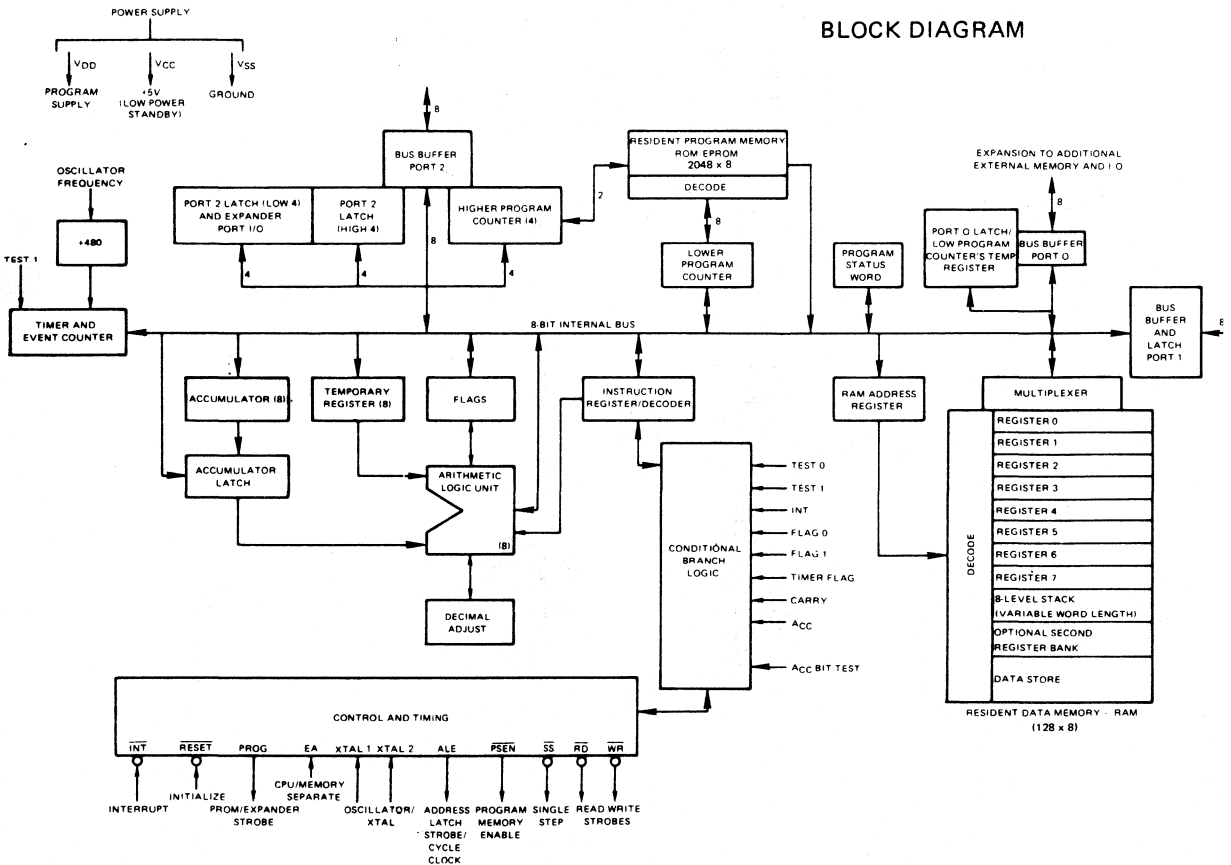 BLOCK DIAGRAM
POWER SUPPLY
VDD
VCC
VSS
PROGRAM
SUPPLY
+5V
(LOW POWER
STANDBY)
GROUND
8
BUS BUFFER
PORT 2
RESIDENT PROGRAM MEMORY
ROM EPROM
2048 x 8
DECODE
EXPANSION TO ADDITIONAL
EXTERNAL MEMORY AND I O
OSCILLATOR
FREQUENCY
PORT 2 LATCH (LOW 4)
AND EXPANDER
PORT I/O
PORT 2
LATCH
(HIGH 4)
HIGHER PROGRAM
COUNTER (4)
2
8
8
8
÷480
TEST 1
4
4
4
LOWER
PROGRAM
COUNTER
PROGRAM
STATUS
WORD
PORT O LATCH/
LOW PROGRAM
COUNTER'S TEMP
REGISTER
BUS BUFFER
PORT O
TIMER AND
EVENT COUNTER
8-BIT INTERNAL BUS
BUS
BUFFER
AND
LATCH
PORT 1
8
ACCUMULATOR (8)
TEMPORARY
REGISTER (8)
FLAGS
INSTRUCTION
REGISTER/DECODER
RAM ADDRESS
REGISTER
MULTIPLEXER
ACCUMULATOR
LATCH
ARITHMETIC
LOGIC UNIT
(8)
DECIMAL
ADJUST
CONDITIONAL
BRANCH
LOGIC
TEST 0
TEST 1
INT
FLAG 0
FLAG 1
TIMER FLAG
CARRY
ACC
ACC BIT TEST
DECODE
REGISTER 0
REGISTER 1
REGISTER 2
REGISTER 3
REGISTER 4
REGISTER 5
REGISTER 6
REGISTER 7
8-LEVEL STACK
(VARIABLE WORD LENGTH)
OPTIONAL SECOND
REGISTER BANK
DATA STORE
RESIDENT DATA MEMORY - RAM
(128 x 8)
CONTROL AND TIMING
INT RESET PROG EA XTAL 1 XTAL 2 ALE PSEN SS RD WR
INTERRUPT
INITIALIZE
PROM/EXPANDER
STROBE
CPU/MEMORY
SEPARATE
OSCILLATOR/
XTAL
ADDRESS
LATCH
STROBE/
CYCLE
CLOCK
PROGRAM
MEMORY
ENABLE
SINGLE
STEP
READ WRITE
STROBES